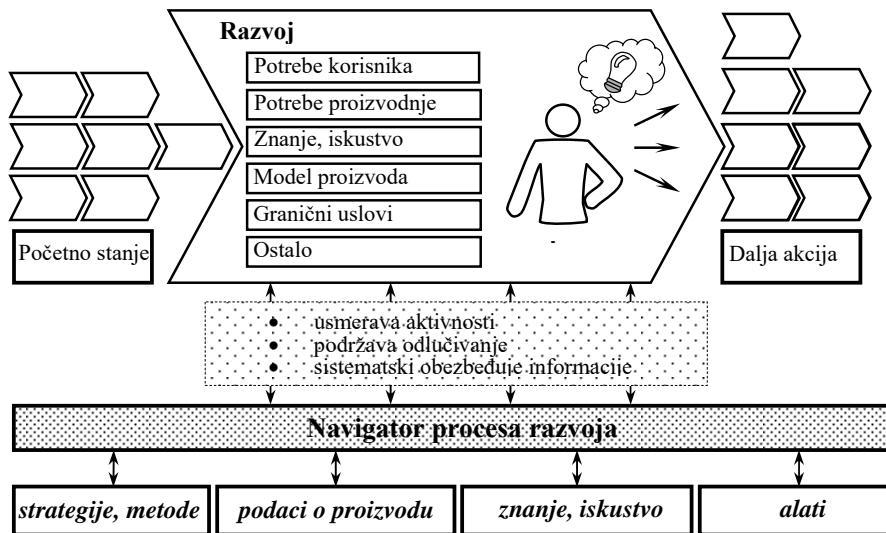 Razvoj
Potrebe korisnika
Potrebe proizvodnje
Znanje, iskustvo
Model proizvoda
Granični uslovi
Ostalo
Početno stanje
Dalja akcija
• usmerava aktivnosti
• podržava odlučivanje
• sistematski obezbeđuje informacije
Navigator procesa razvoja
strategije, metode
podaci o proizvodu
znanje, iskustvo
alati